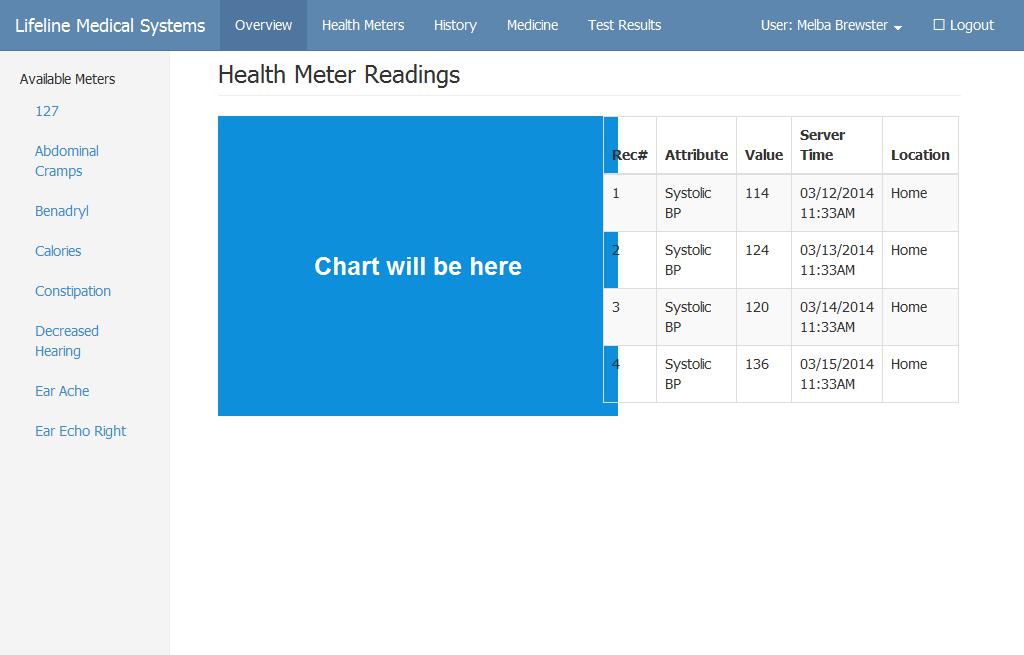 Lifeline Medical Systems Overview Health Meters History Medicine Test Results User: Melba Brewster Logout
Available Meters
127
Abdominal
Cramps
Benadryl
Calories
Constipation
Decreased
Hearing
Ear Ache
Ear Echo Right
Health Meter Readings
Chart will be here
Rec# Attribute Value Server Time Location
1 Systolic BP 114 03/12/2014 11:33AM Home
2 Systolic BP 124 03/13/2014 11:33AM Home
3 Systolic BP 120 03/14/2014 11:33AM Home
4 Systolic BP 136 03/15/2014 11:33AM Home